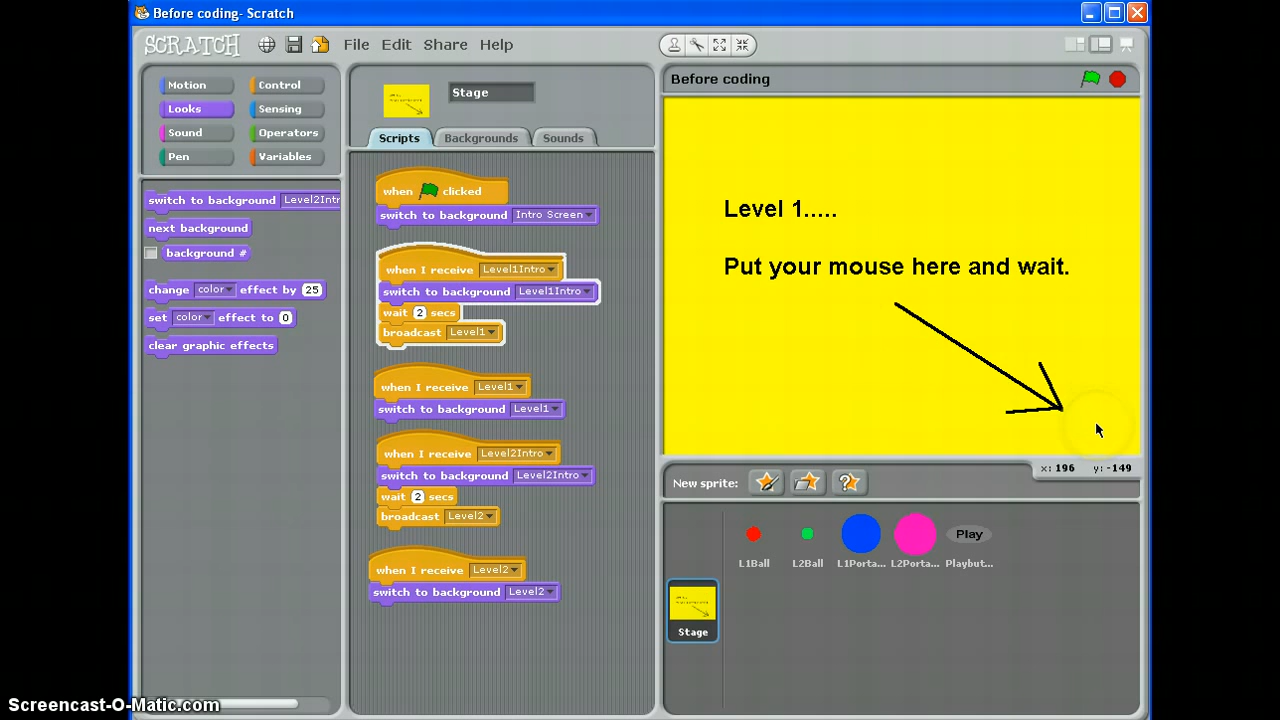 Before coding- Scratch
SCRATCH
File Edit Share Help
Motion Control
Looks Sensing
Sound Operators
Pen Variables
switch to background Level2Intr
next background
background #
change color effect by 25
set color effect to 0
clear graphic effects
Stage
Scripts Backgrounds Sounds
when clicked
switch to background Intro Screen
when I receive Level1Intro
switch to background Level1Intro
wait 2 secs
broadcast Level1
when I receive Level1
switch to background Level1
when I receive Level2Intro
switch to background Level2Intro
wait 2 secs
broadcast Level2
when I receive Level2
switch to background Level2
Before coding
Level 1.....
Put your mouse here and wait.
x: 196 y: -149
New sprite:
Play
L1Ball L2Ball L1Porta... L2Porta... Playbut...
Stage
Screencast-O-Matic.com